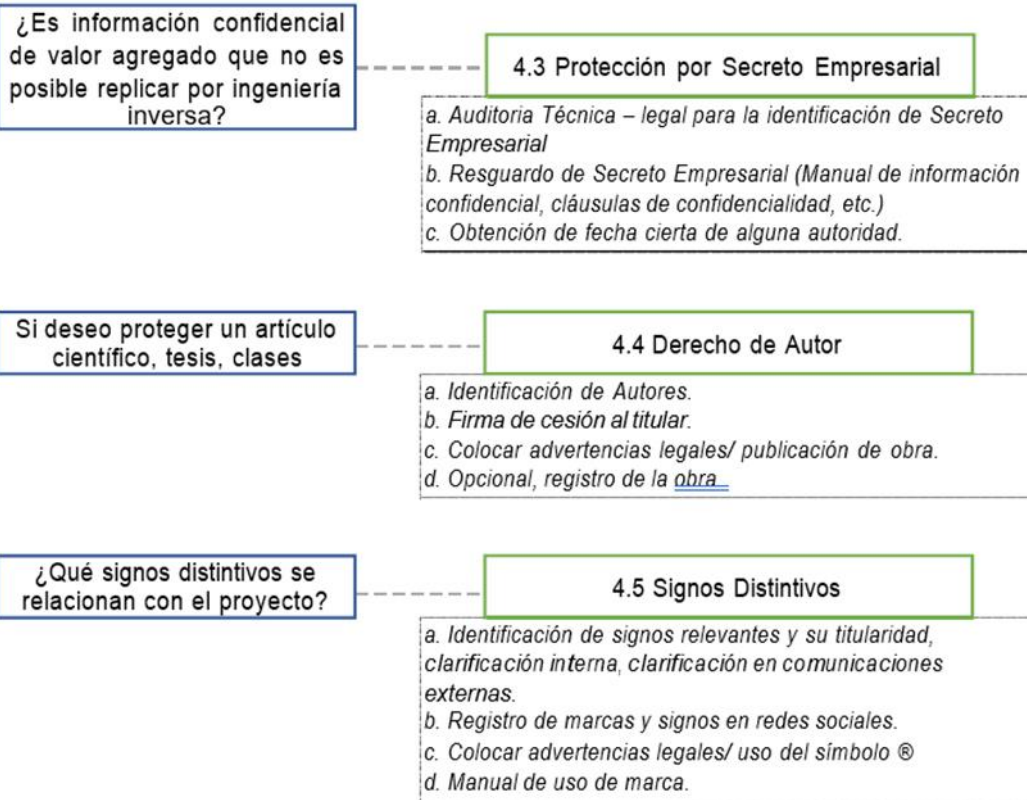 ¿Es información confidencial
de valor agregado que no es
posible replicar por ingeniería
inversa?
4.3 Protección por Secreto Empresarial
a. Auditoria Técnica – legal para la identificación de Secreto
Empresarial
b. Resguardo de Secreto Empresarial (Manual de información
confidencial, cláusulas de confidencialidad, etc.)
c. Obtención de fecha cierta de alguna autoridad.
Si deseo proteger un artículo
científico, tesis, clases
4.4 Derecho de Autor
a. Identificación de Autores.
b. Firma de cesión al titular.
c. Colocar advertencias legales/ publicación de obra.
d. Opcional, registro de la obra
¿Qué signos distintivos se
relacionan con el proyecto?
4.5 Signos Distintivos
a. Identificación de signos relevantes y su titularidad,
clarificación interna, clarificación en comunicaciones
externas.
b. Registro de marcas y signos en redes sociales.
c. Colocar advertencias legales/ uso del símbolo ®
d. Manual de uso de marca.